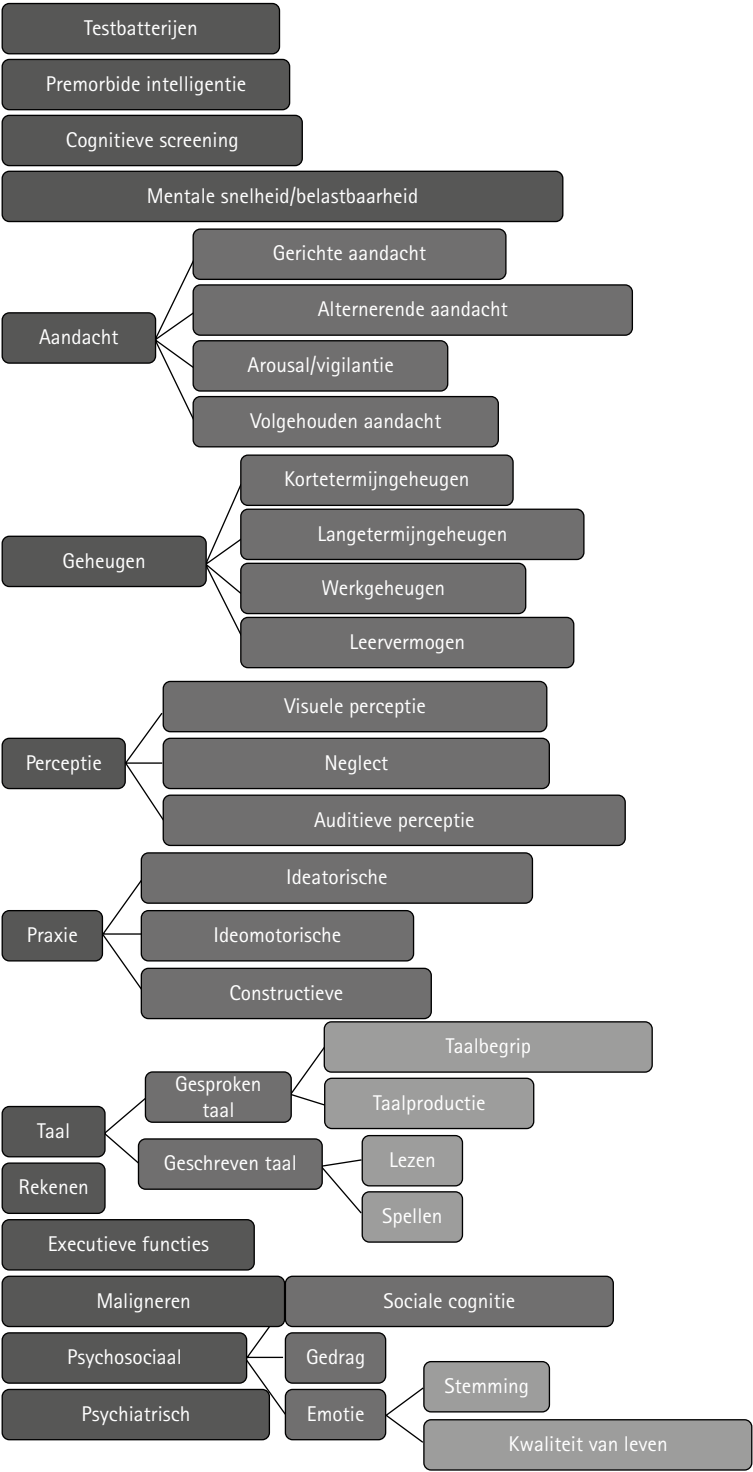 Testbatterijen
Premorbide intelligentie
Cognitieve screening
Mentale snelheid/belastbaarheid
Aandacht
Gerichte aandacht
Alternerende aandacht
Arousal/vigilantie
Volgehouden aandacht
Geheugen
Kortetermijngeheugen
Langetermijngeheugen
Werkgeheugen
Leervermogen
Perceptie
Visuele perceptie
Neglect
Auditieve perceptie
Praxie
Ideatorische
Ideomotorische
Constructieve
Taal
Gesproken
taal
Taalbegrip
Taalproductie
Geschreven taal
Lezen
Spellen
Rekenen
Executieve functies
Maligneren
Psychosociaal
Sociale cognitie
Gedrag
Emotie
Stemming
Kwaliteit van leven
Psychiatrisch